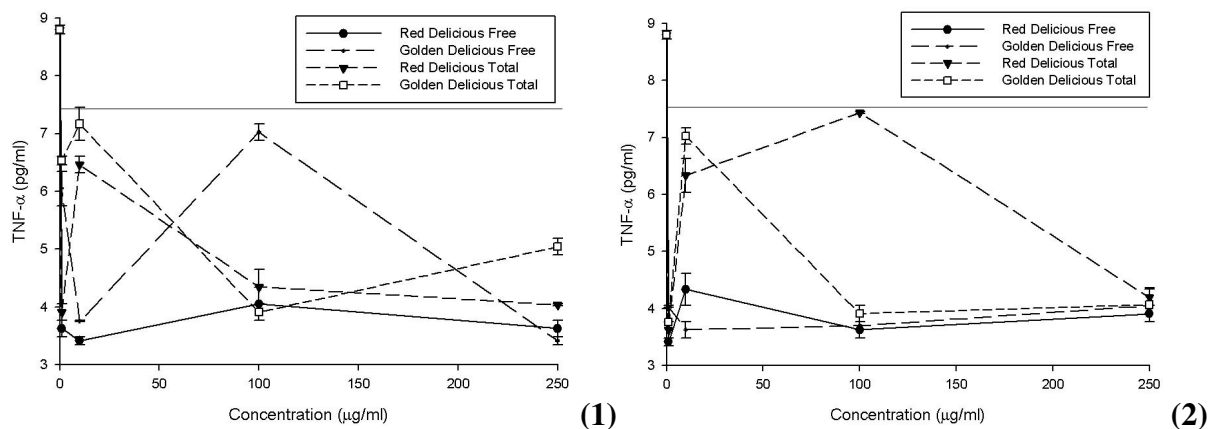 9
8
7
6
5
4
3
TNF-α (pg/ml)
Red Delicious Free
Golden Delicious Free
Red Delicious Total
Golden Delicious Total
0 50 100 150 200 250
Concentration (μg/ml)
(1)
9
8
7
6
5
4
3
TNF-α (pg/ml)
Red Delicious Free
Golden Delicious Free
Red Delicious Total
Golden Delicious Total
0 50 100 150 200 250
Concentration (μg/ml)
(2)